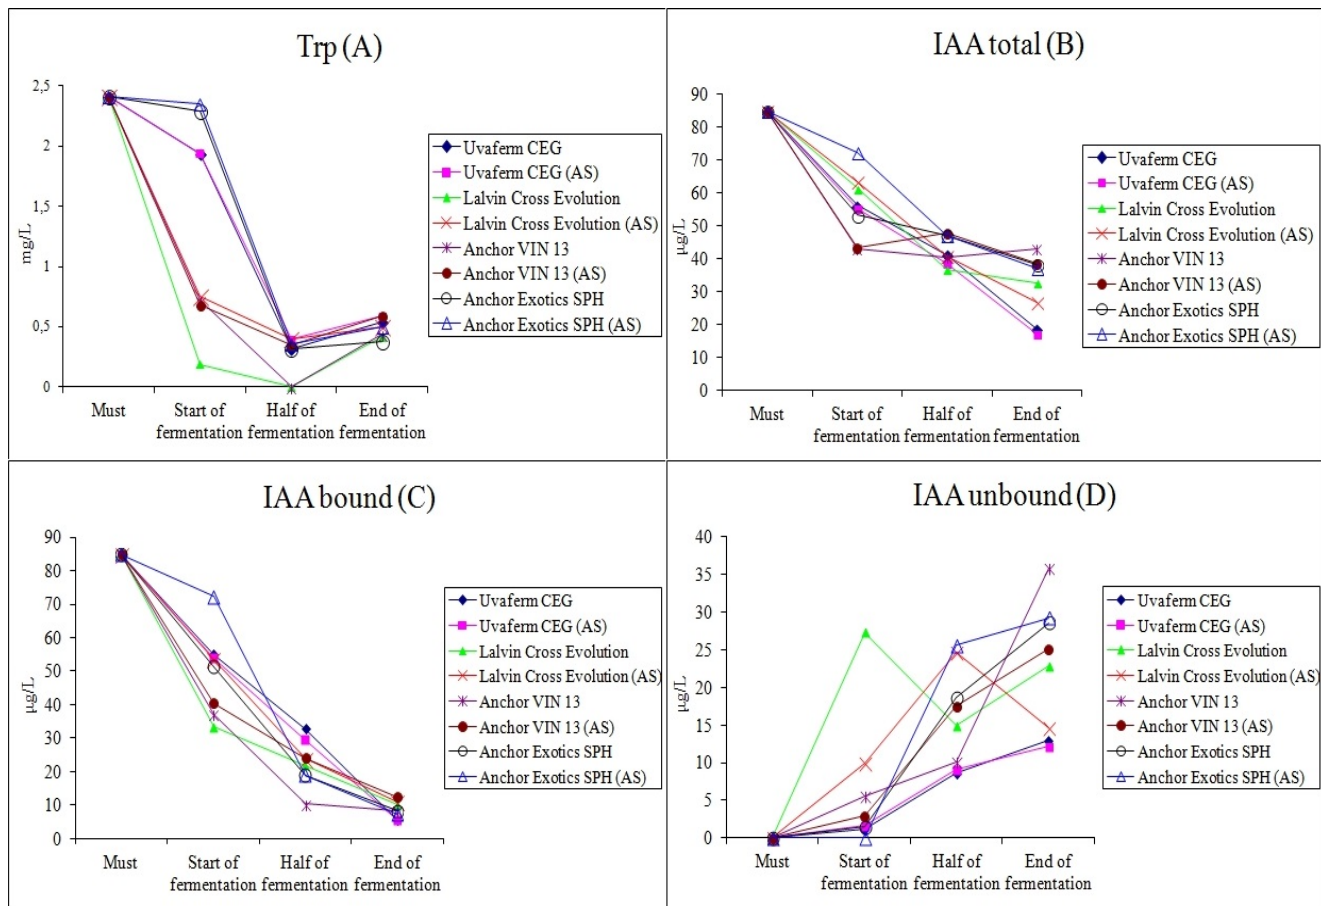 Trp (A)
2,5
2
1,5
1
0,5
0
mg/L
Must
Start of
fermentation
Half of
fermentation
End of
fermentation
Uvaferm CEG
Uvaferm CEG (AS)
Lalvin Cross Evolution
Lalvin Cross Evolution (AS)
Anchor VIN 13
Anchor VIN 13 (AS)
Anchor Exotics SPH
Anchor Exotics SPH (AS)
IAA total (B)
90
80
70
60
50
40
30
20
10
0
µg/L
Must
Start of
fermentation
Half of
fermentation
End of
fermentation
Uvaferm CEG
Uvaferm CEG (AS)
Lalvin Cross Evolution
Lalvin Cross Evolution (AS)
Anchor VIN 13
Anchor VIN 13 (AS)
Anchor Exotics SPH
Anchor Exotics SPH (AS)
IAA bound (C)
90
80
70
60
50
40
30
20
10
0
µg/L
Must
Start of
fermentation
Half of
fermentation
End of
fermentation
Uvaferm CEG
Uvaferm CEG (AS)
Lalvin Cross Evolution
Lalvin Cross Evolution (AS)
Anchor VIN 13
Anchor VIN 13 (AS)
Anchor Exotics SPH
Anchor Exotics SPH (AS)
IAA unbound (D)
40
35
30
25
20
15
10
5
0
µg/L
Must
Start of
fermentation
Half of
fermentation
End of
fermentation
Uvaferm CEG
Uvaferm CEG (AS)
Lalvin Cross Evolution
Lalvin Cross Evolution (AS)
Anchor VIN 13
Anchor VIN 13 (AS)
Anchor Exotics SPH
Anchor Exotics SPH (AS)